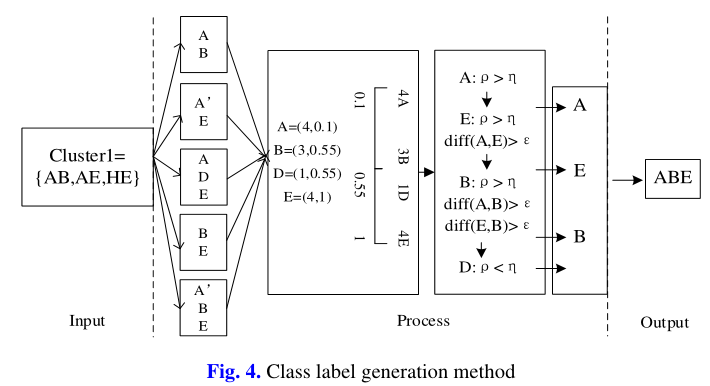 Cluster1=
{AB,AE,HE}
Input
A
B
A'
E
A
D
E
B
E
A'
B
E
A=(4,0.1)
B=(3,0.55)
D=(1,0.55)
E=(4,1)
0.1
0.55
1
4A
3B
1D
4E
A: ρ > η
E: ρ > η
diff(A,E)> ε
B: ρ > η
diff(A,B)> ε
diff(E,B)> ε
D: ρ < η
Process
A
E
B
ABE
Output
Fig. 4. Class label generation method